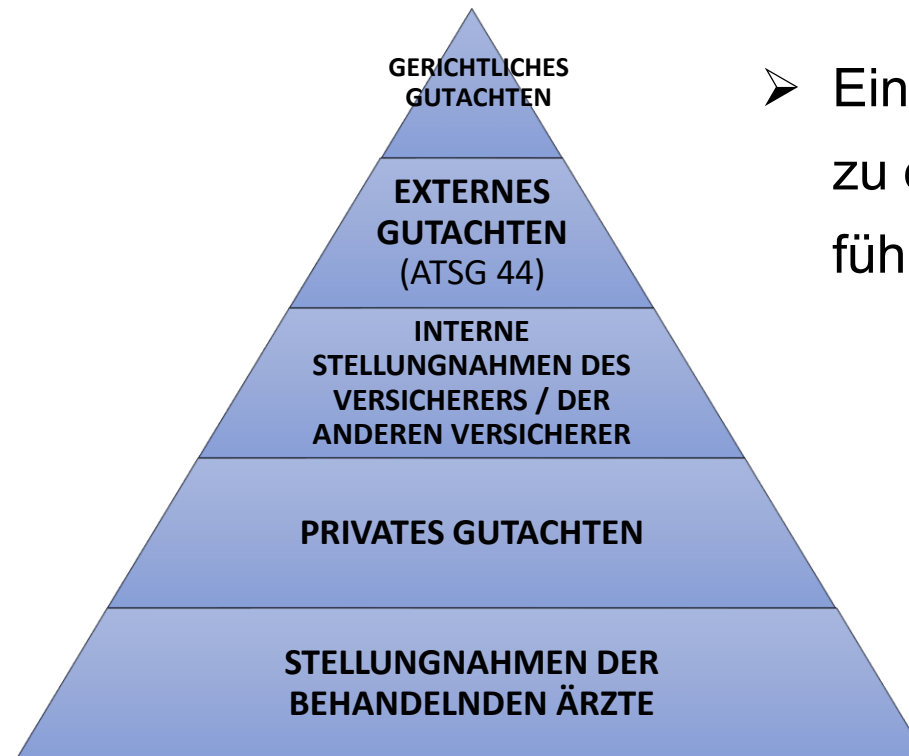 GERICHTLICHES
GUTACHTEN
EXTERNES
GUTACHTEN
(ATSG 44)
INTERNE
STELLUNGNAHMEN DES
VERSICHERERS / DER
ANDEREN VERSICHERER
PRIVATES GUTACHTEN
STELLUNGNAHMEN DER
BEHANDELNDEN ÄRZTE
➢ Ein
zu